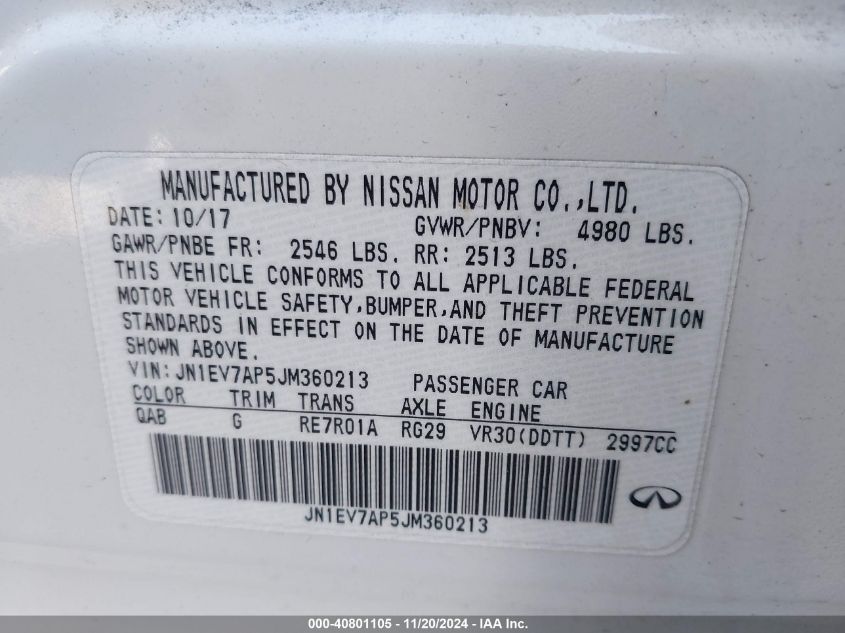 MANUFACTURED BY NISSAN MOTOR CO.,LTD.
DATE: 10/17 GVWR/PNBV: 4980 LBS.
GAWR/PNBE FR: 2546 LBS. RR: 2513 LBS.
THIS VEHICLE CONFORMS TO ALL APPLICABLE FEDERAL
MOTOR VEHICLE SAFETY,BUMPER,AND THEFT PREVENTION
STANDARDS IN EFFECT ON THE DATE OF MANUFACTURE
SHOWN ABOVE.
VIN: JN1EV7AP5JM360213 PASSENGER CAR
COLOR TRIM TRANS AXLE ENGINE
QAB G RE7R01A RG29 VR30(DDTT) 2997CC
JN1EV7AP5JM360213
000-40801105 - 11/20/2024 - IAA Inc.